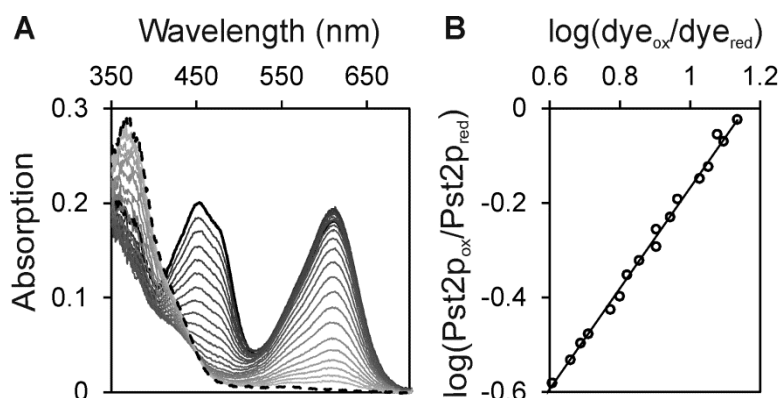 A
Wavelength (nm)
350 450 550 650
0.3
0.2
0.1
0
Absorption
B
log(dye_ox/dye_red)
0.6 0.8 1 1.2
0
-0.2
-0.4
-0.6
log(Pst2p_ox/Pst2p_red)